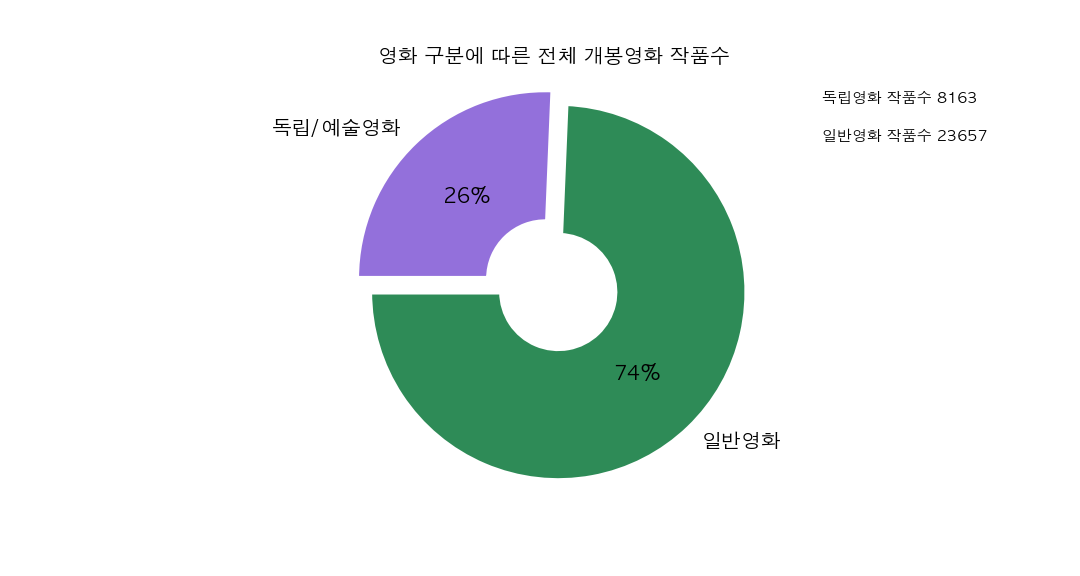 영화 구분에 따른 전체 개봉영화 작품수
독립영화 작품수 8163
일반영화 작품수 23657
독립/예술영화
26%
74%
일반영화